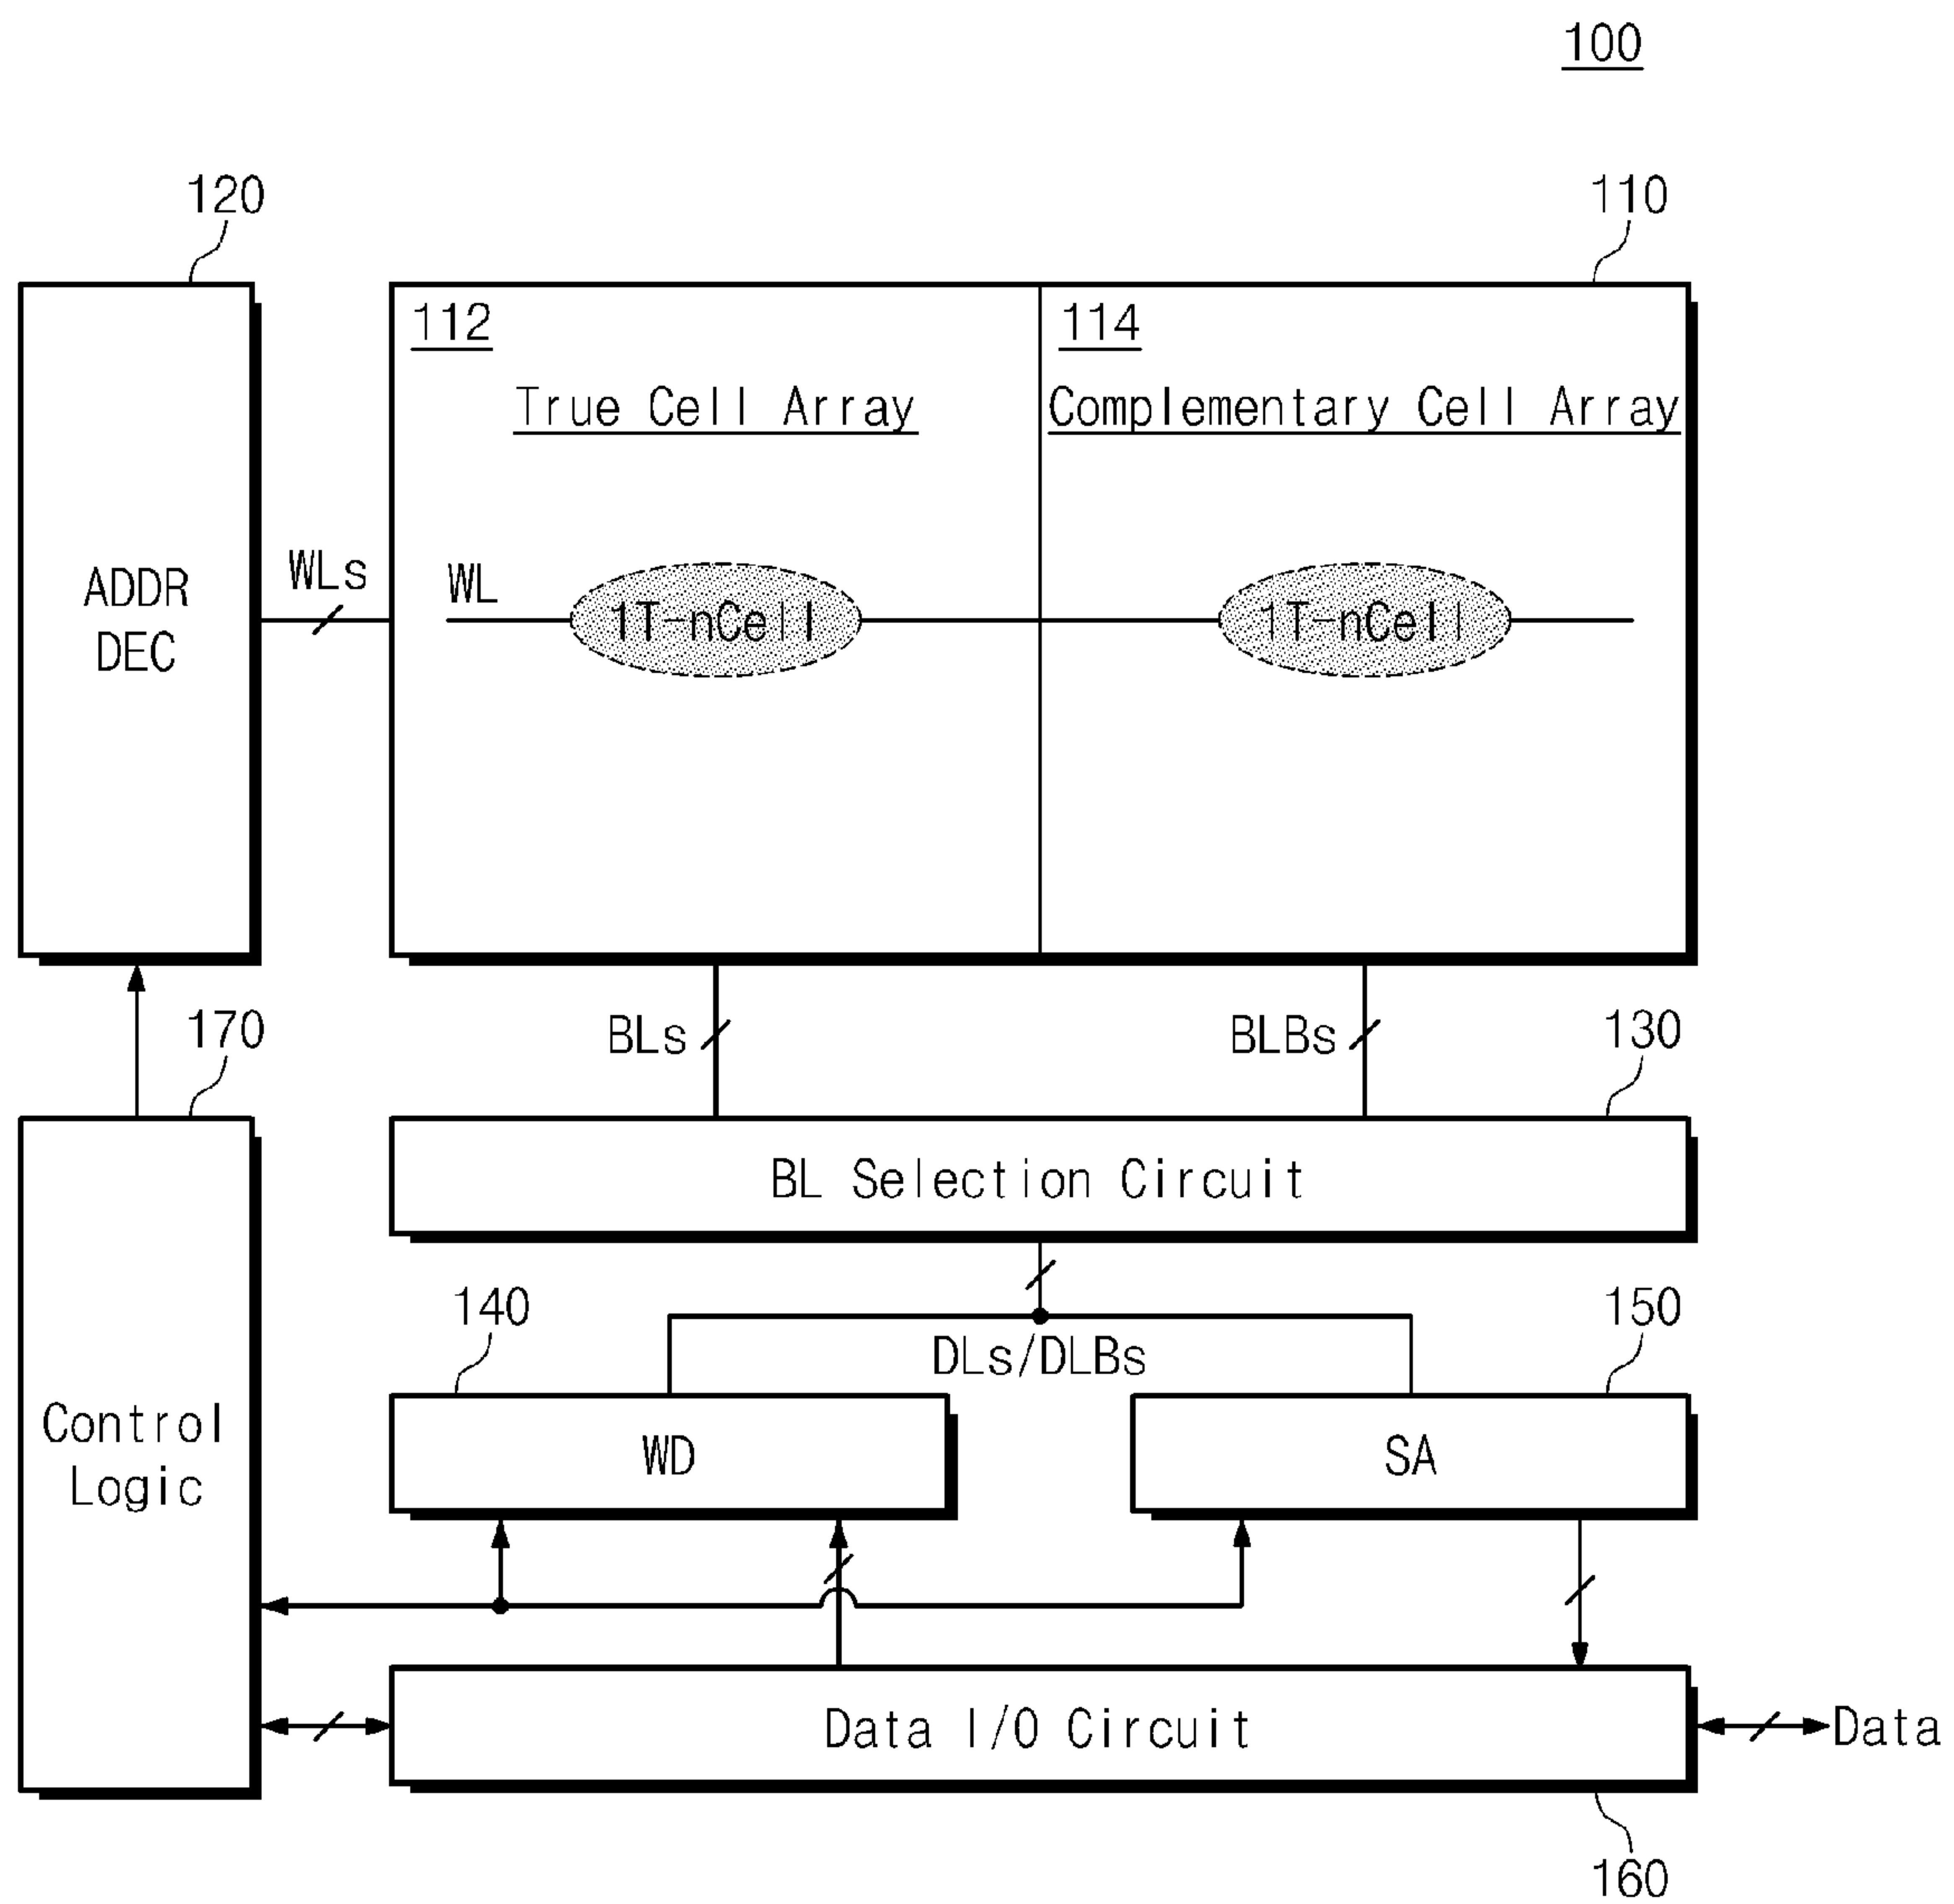 100
120
110
112
114
True Cell Array
Complementary Cell Array
ADDR
DEC
WLs
WL
1T-nCell
1T-nCell
170
BLs
BLBs
130
BL Selection Circuit
140
150
DLs/DLBs
Control
Logic
WD
SA
Data I/O Circuit
Data
160